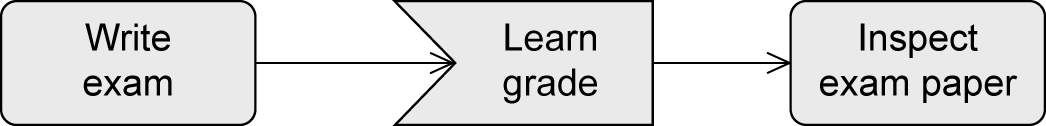 Write
exam
Learn
grade
Inspect
exam paper